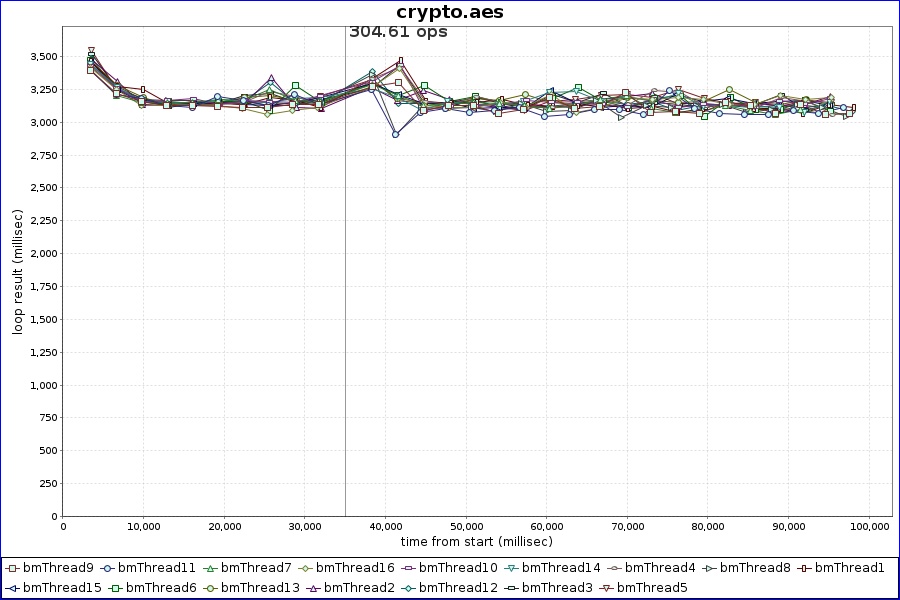 crypto.aes
304.61 ops
3,500
3,250
3,000
2,750
2,500
2,250
2,000
1,750
1,500
1,250
1,000
750
500
250
0
loop result (millisec)
0 10,000 20,000 30,000 40,000 50,000 60,000 70,000 80,000 90,000 100,000
time from start (millisec)
bmThread9 bmThread11 bmThread7 bmThread16 bmThread10 bmThread14 bmThread4 bmThread8 bmThread1
bmThread15 bmThread6 bmThread13 bmThread2 bmThread12 bmThread3 bmThread5